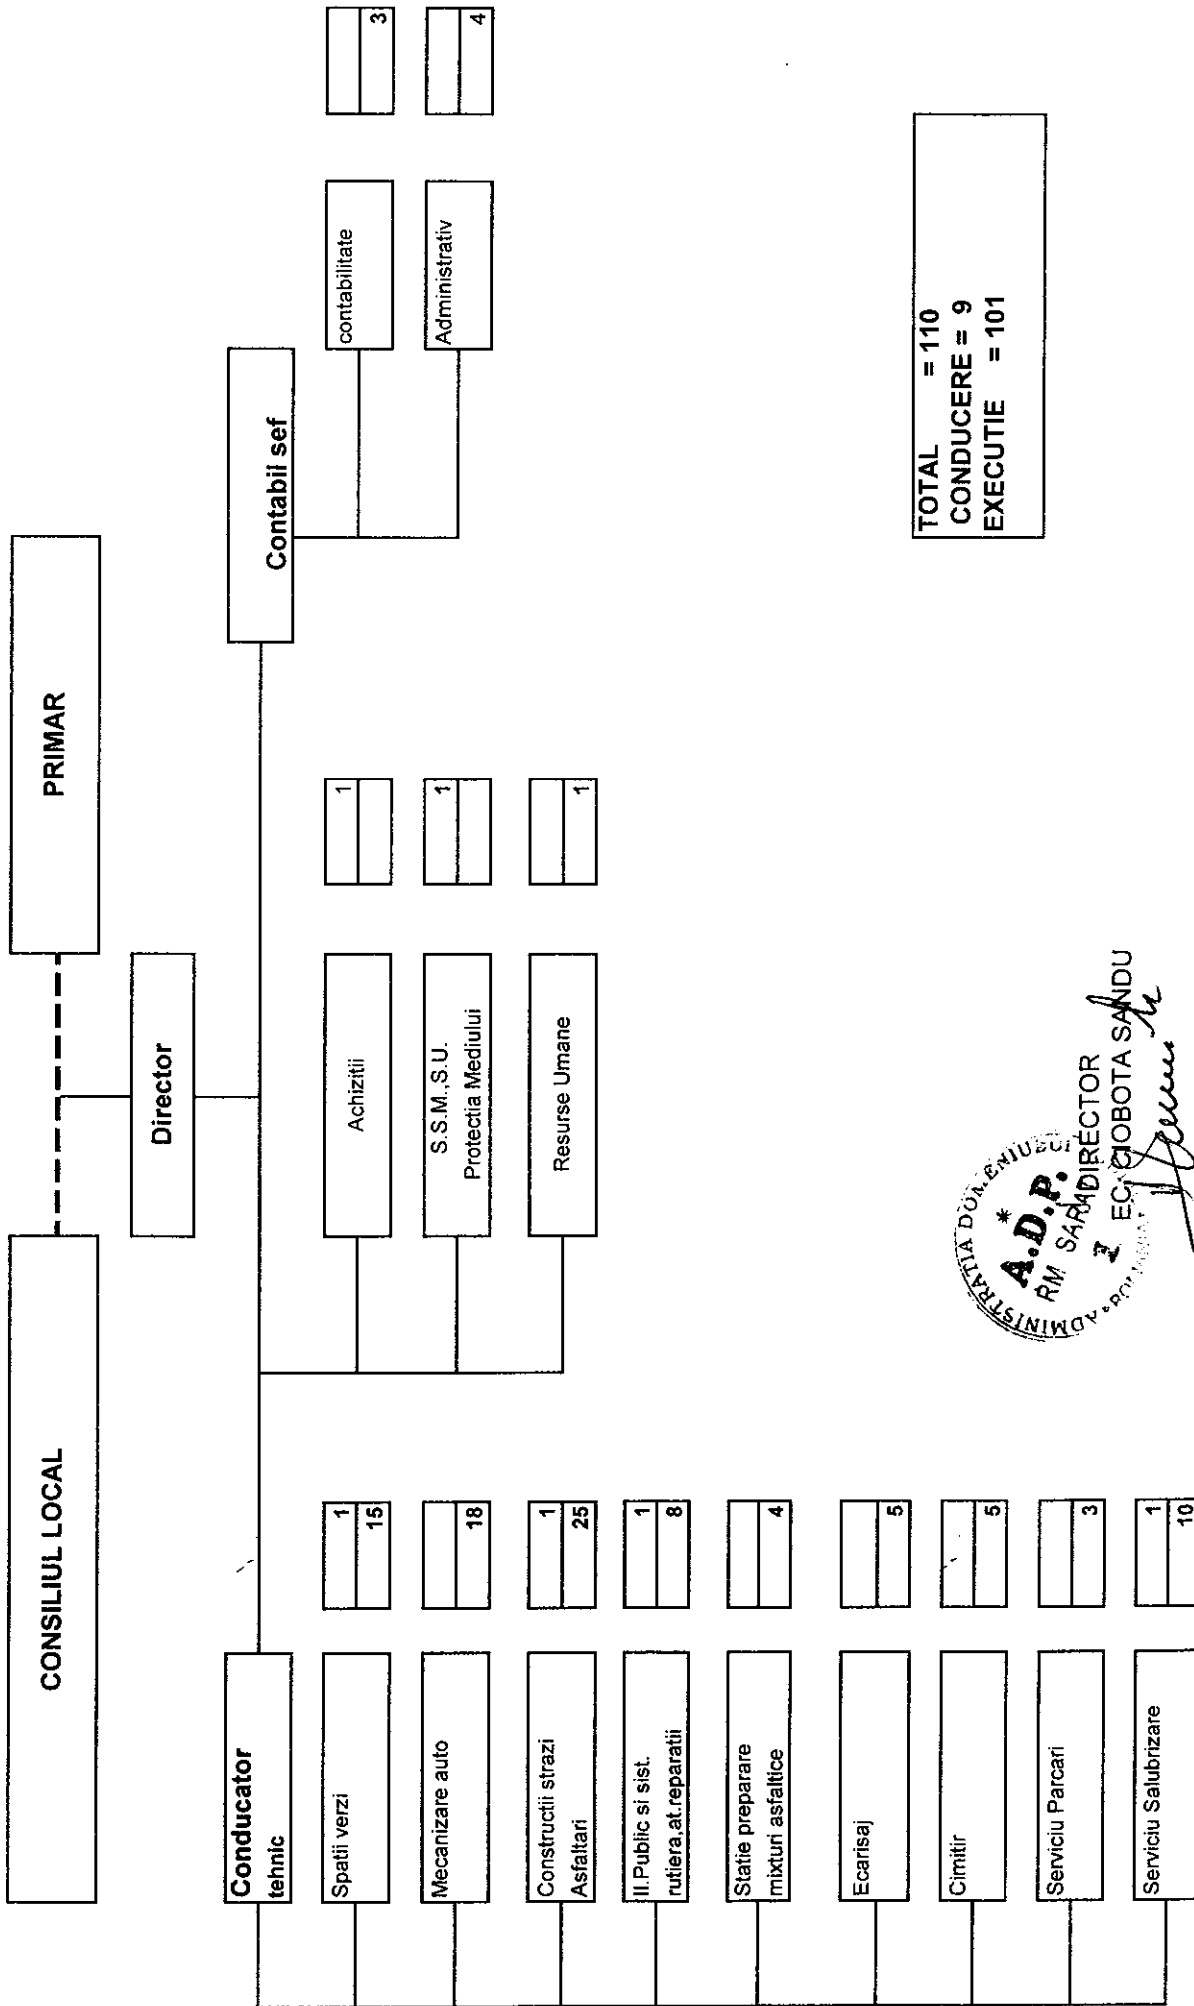 CONSILIUL LOCAL
PRIMAR
Director
Conducator
tehnic
Contabil sef
Spatii verzi
1
15
Mecanizare auto
18
Constructii strazi
Asfaltari
1
25
Il.Public si sist.
rutiera,at.reparatii
1
8
Statie preparare
mixturi asfaltice
4
Ecarisaj
5
Cimitir
5
Serviciu Parcari
3
Serviciu Salubrizare
1
10
Achizitii
1
S.S.M.,S.U.
Protectia Mediului
1
Resurse Umane
1
contabilitate
3
Administrativ
4
TOTAL = 110
CONDUCERE = 9
EXECUTIE = 101
DIRECTOR
EC.CIOBOTA SANDU
ADMINISTRATIA DOMENIULUI
A.D.P.
RM SARAT